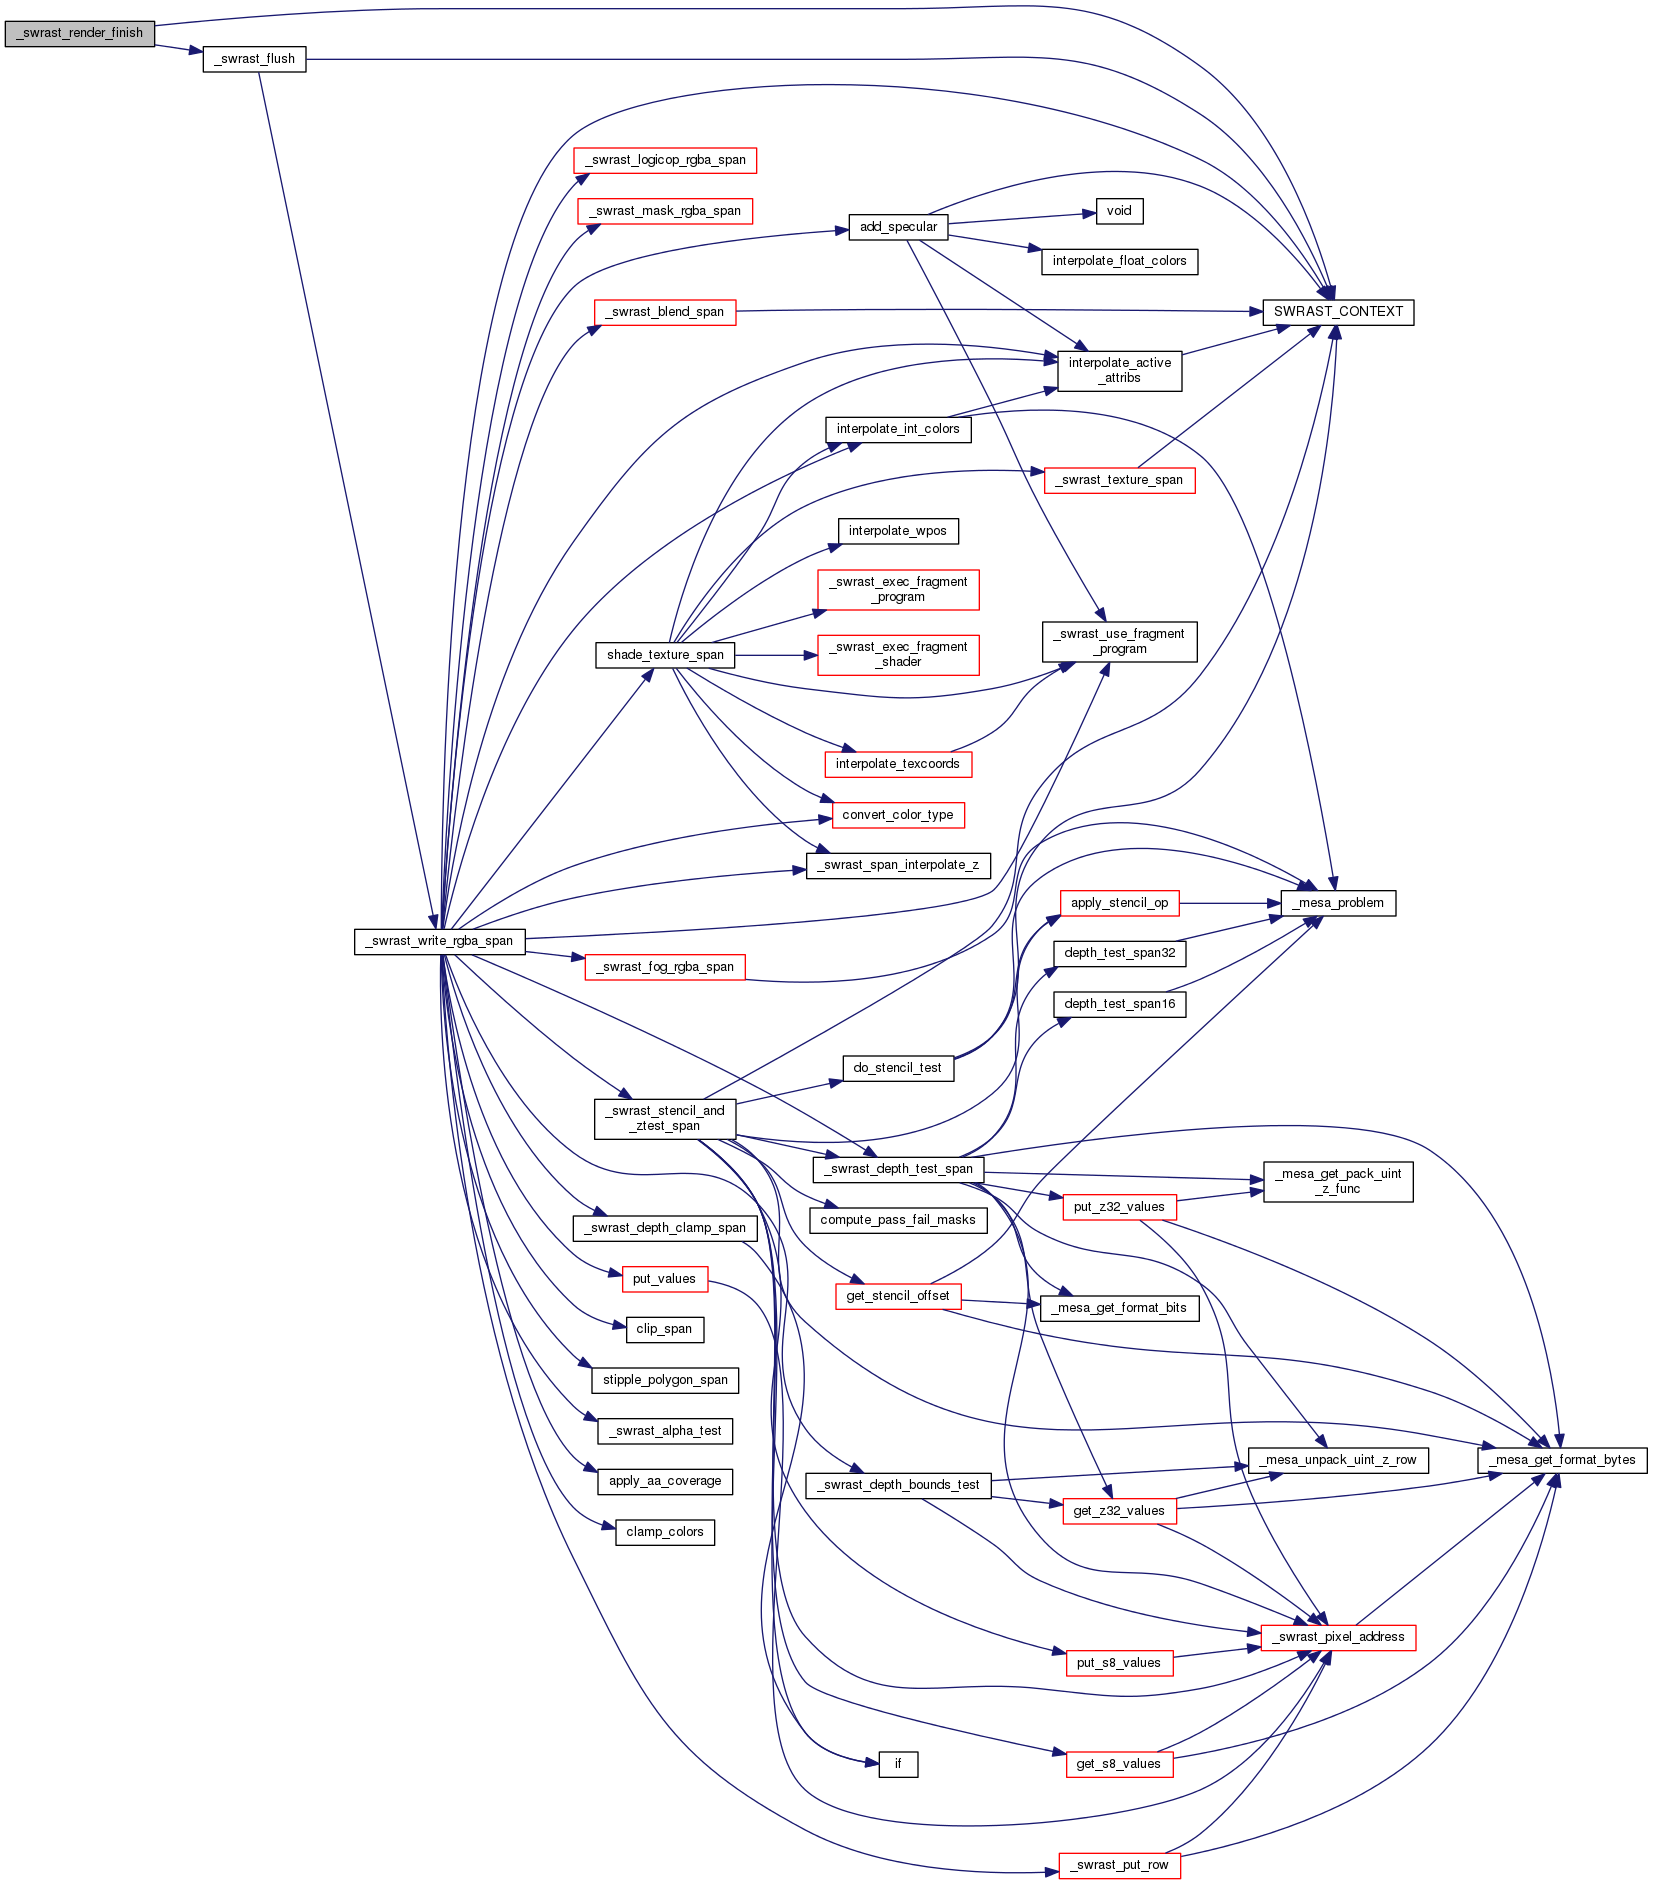 _swrast_render_finish
_swrast_flush
_swrast_logicop_rgba_span
_swrast_mask_rgba_span
add_specular
void
interpolate_float_colors
_swrast_blend_span
SWRAST_CONTEXT
interpolate_active
_attribs
interpolate_int_colors
_swrast_texture_span
interpolate_wpos
_swrast_exec_fragment
_program
_swrast_use_fragment
_program
shade_texture_span
_swrast_exec_fragment
_shader
interpolate_texcoords
convert_color_type
_swrast_span_interpolate_z
apply_stencil_op
_mesa_problem
_swrast_write_rgba_span
depth_test_span32
_swrast_fog_rgba_span
depth_test_span16
do_stencil_test
_swrast_stencil_and
_ztest_span
_swrast_depth_test_span
_mesa_get_pack_uint
_z_func
put_z32_values
compute_pass_fail_masks
_swrast_depth_clamp_span
put_values
get_stencil_offset
_mesa_get_format_bits
clip_span
stipple_polygon_span
_swrast_alpha_test
_mesa_unpack_uint_z_row
_mesa_get_format_bytes
apply_aa_coverage
_swrast_depth_bounds_test
get_z32_values
clamp_colors
_swrast_pixel_address
put_s8_values
if
get_s8_values
_swrast_put_row